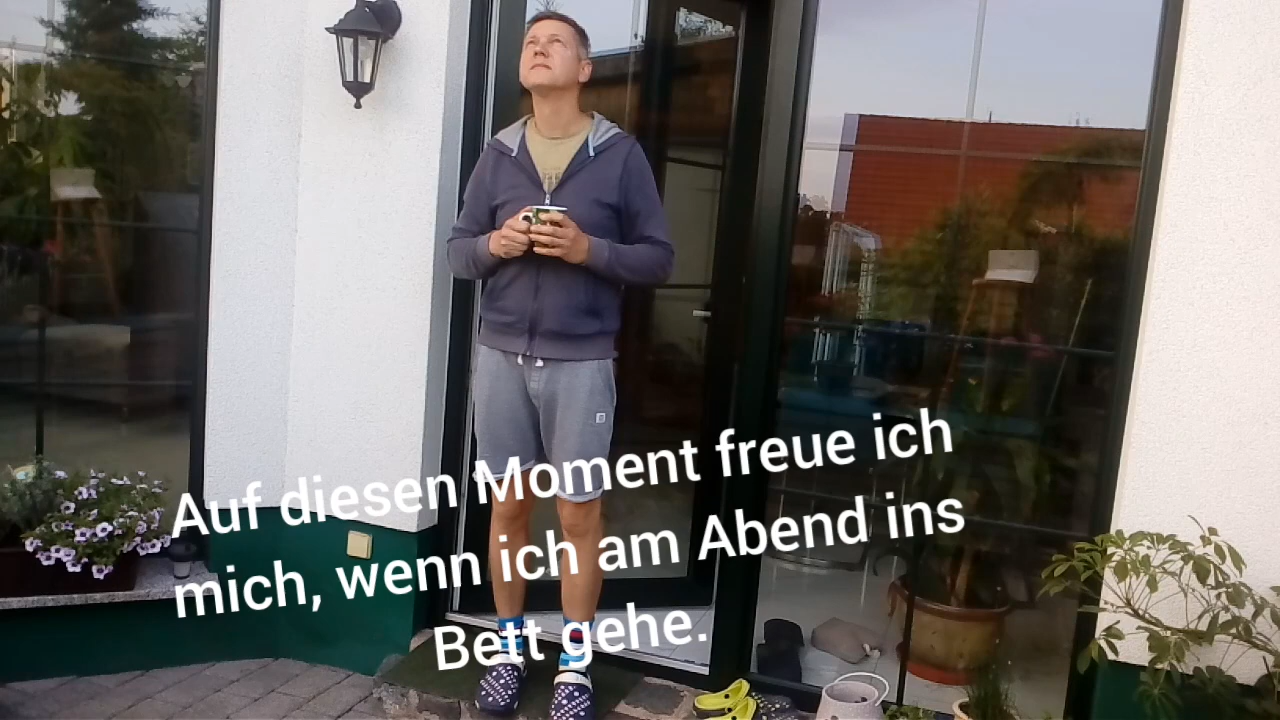 Auf diesen Moment freue ich
mich, wenn ich am Abend ins
Bett gehe.